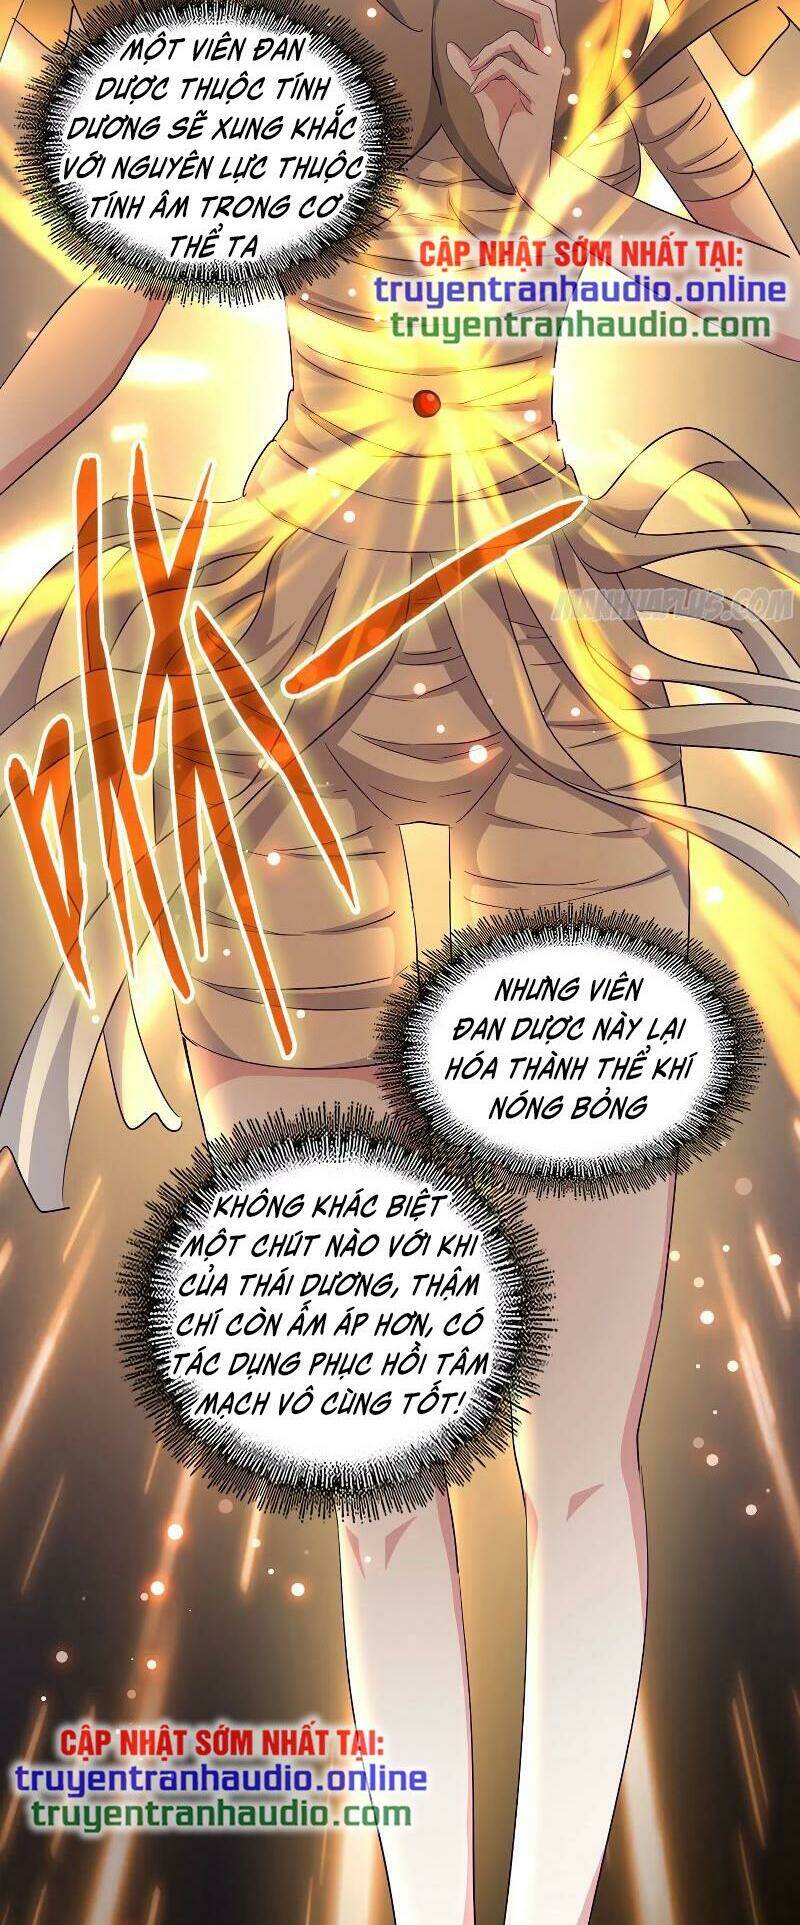 MỘT VIÊN ĐAN
DƯỢC THUỘC TÍNH
DƯƠNG SẼ XUNG KHẮC
VỚI NGUYÊN LỰC THUỘC
TÍNH ÂM TRONG CƠ
THỂ TA
CẬP NHẬT SỚM NHẤT TẠI:
truyentranhaudio.online
truyentranhaudio.com
MANHUAPLUS.COM
NHƯNG VIÊN
ĐAN DƯỢC NÀY LẠI
HÓA THÀNH THỂ KHÍ
NÓNG BỎNG
KHÔNG KHÁC BIỆT
MỘT CHÚT NÀO VỚI KHI
CỦA THÁI DƯƠNG, THẬM
CHÍ CÒN ẤM ÁP HƠN, CÓ
TÁC DỤNG PHỤC HỒI TÂM
MẠCH VÔ CÙNG TỐT!
CẬP NHẬT SỚM NHẤT TẠI:
truyentranhaudio.online
truyentranhaudio.com